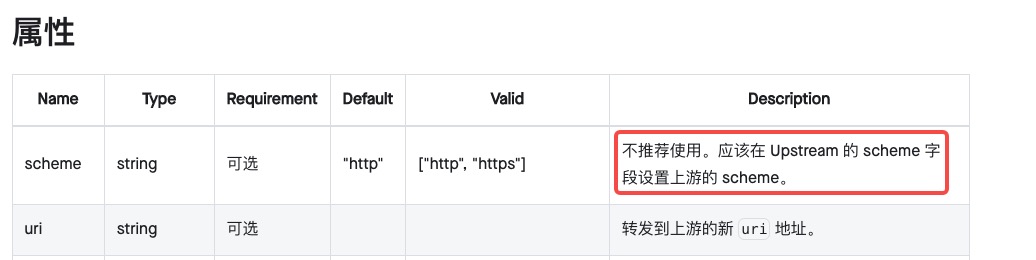 属性
Name Type Requirement Default Valid Description
scheme string 可选 "http" ["http", "https"] 不推荐使用。应该在 Upstream 的 scheme 字
段设置上游的 scheme。
uri string 可选 转发到上游的新 uri 地址。